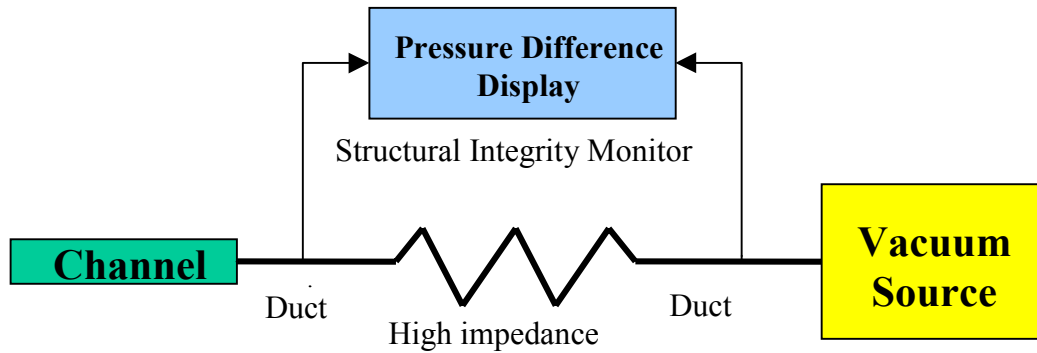 Pressure Difference
Display
Structural Integrity Monitor
Channel
Vacuum
Source
Duct
Duct
High impedance